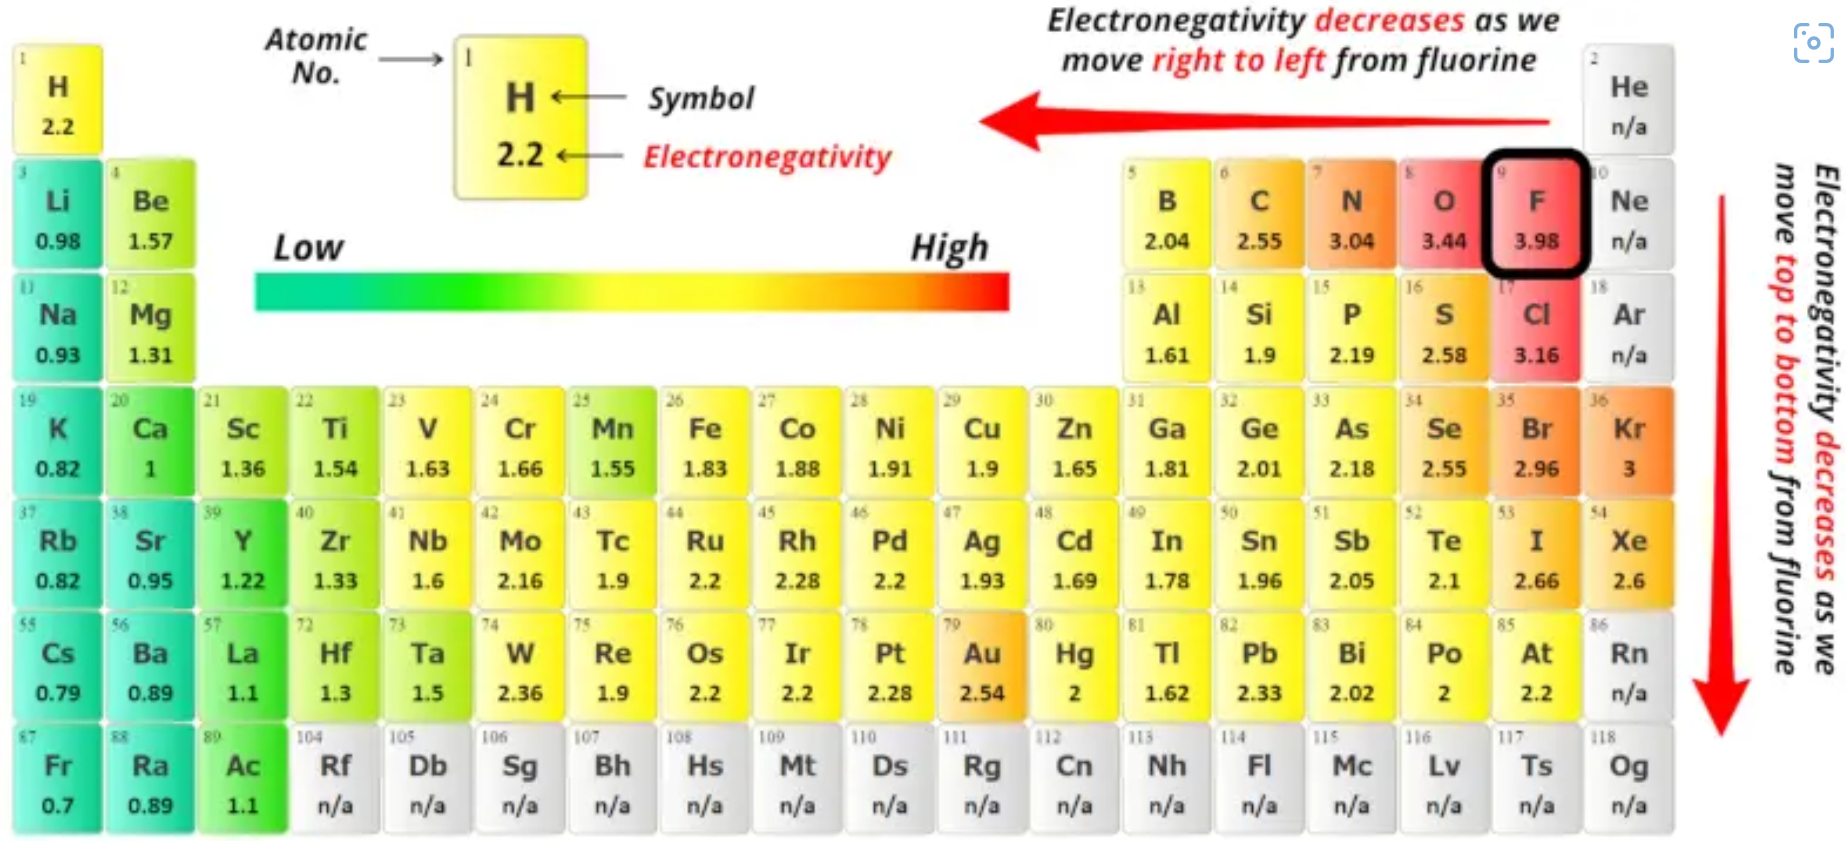 Electronegativity decreases as we
move right to left from fluorine
Atomic
No.
1
H
2.2
Symbol
Electronegativity
Low
High
1
H
2.2
2
He
n/a
3
Li
0.98
4
Be
1.57
5
B
2.04
6
C
2.55
7
N
3.04
8
O
3.44
9
F
3.98
10
Ne
n/a
11
Na
0.93
12
Mg
1.31
13
Al
1.61
14
Si
1.9
15
P
2.19
16
S
2.58
17
Cl
3.16
18
Ar
n/a
19
K
0.82
20
Ca
1
21
Sc
1.36
22
Ti
1.54
23
V
1.63
24
Cr
1.66
25
Mn
1.55
26
Fe
1.83
27
Co
1.88
28
Ni
1.91
29
Cu
1.9
30
Zn
1.65
31
Ga
1.81
32
Ge
2.01
33
As
2.18
34
Se
2.55
35
Br
2.96
36
Kr
3
37
Rb
0.82
38
Sr
0.95
39
Y
1.22
40
Zr
1.33
41
Nb
1.6
42
Mo
2.16
43
Tc
1.9
44
Ru
2.2
45
Rh
2.28
46
Pd
2.2
47
Ag
1.93
48
Cd
1.69
49
In
1.78
50
Sn
1.96
51
Sb
2.05
52
Te
2.1
53
I
2.66
54
Xe
2.6
55
Cs
0.79
56
Ba
0.89
57
La
1.1
72
Hf
1.3
73
Ta
1.5
74
W
2.36
75
Re
1.9
76
Os
2.2
77
Ir
2.2
78
Pt
2.28
79
Au
2.54
80
Hg
2
81
Tl
1.62
82
Pb
2.33
83
Bi
2.02
84
Po
2
85
At
2.2
86
Rn
n/a
87
Fr
0.7
88
Ra
0.89
89
Ac
1.1
104
Rf
n/a
105
Db
n/a
106
Sg
n/a
107
Bh
n/a
108
Hs
n/a
109
Mt
n/a
110
Ds
n/a
111
Rg
n/a
112
Cn
n/a
113
Nh
n/a
114
Fl
n/a
115
Mc
n/a
116
Lv
n/a
117
Ts
n/a
118
Og
n/a
Electronegativity decreases as we
move top to bottom from fluorine